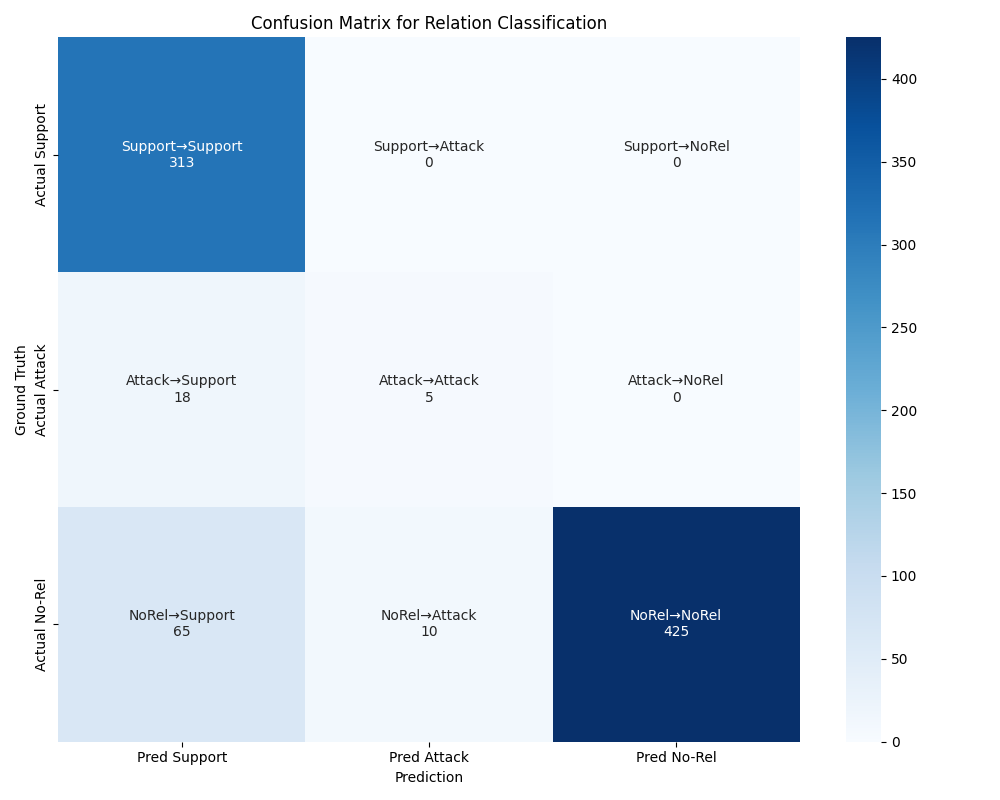 Confusion Matrix for Relation Classification
Ground Truth
Actual Support
Actual Attack
Actual No-Rel
Support→Support
313
Support→Attack
0
Support→NoRel
0
Attack→Support
18
Attack→Attack
5
Attack→NoRel
0
NoRel→Support
65
NoRel→Attack
10
NoRel→NoRel
425
Pred Support
Pred Attack
Pred No-Rel
Prediction
400
350
300
250
200
150
100
50
0